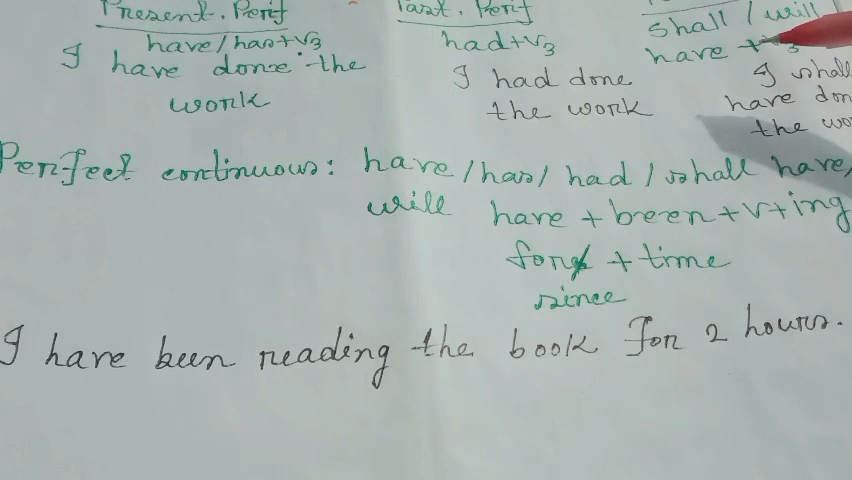 Present. Perf
have/has+v3
I have done the
work
Past. Perf
had+v3
I had done
the work
shall / will
have +v3
I shall
have don
the wo
Perfect continuous: have /has/ had / shall have,
will have + been + v+ing
for + time
since
I have been reading the book for 2 hours.